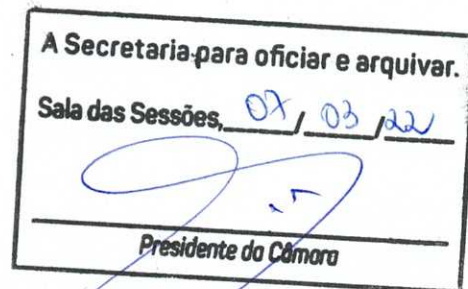 A Secretaria para oficiar e arquivar.
Sala das Sessões, 07 / 03 / 22
Presidente da Câmara